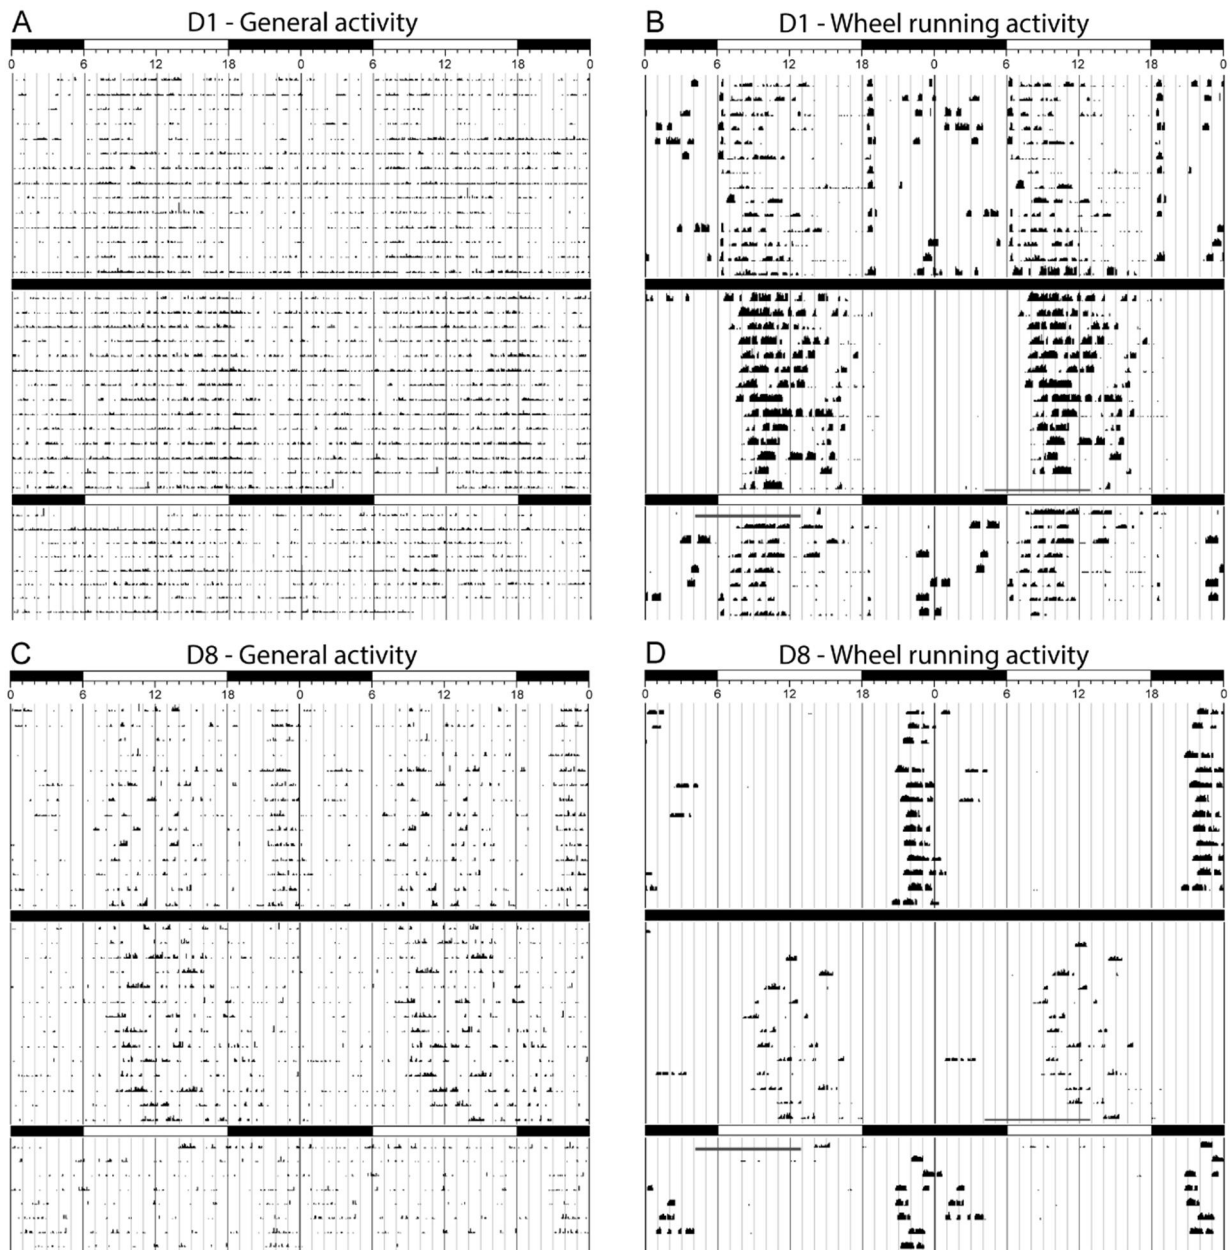 A D1 - General activity
0 6 12 18 0 6 12 18 0
B D1 - Wheel running activity
0 6 12 18 0 6 12 18 0
C D8 - General activity
0 6 12 18 0 6 12 18 0
D D8 - Wheel running activity
0 6 12 18 0 6 12 18 0